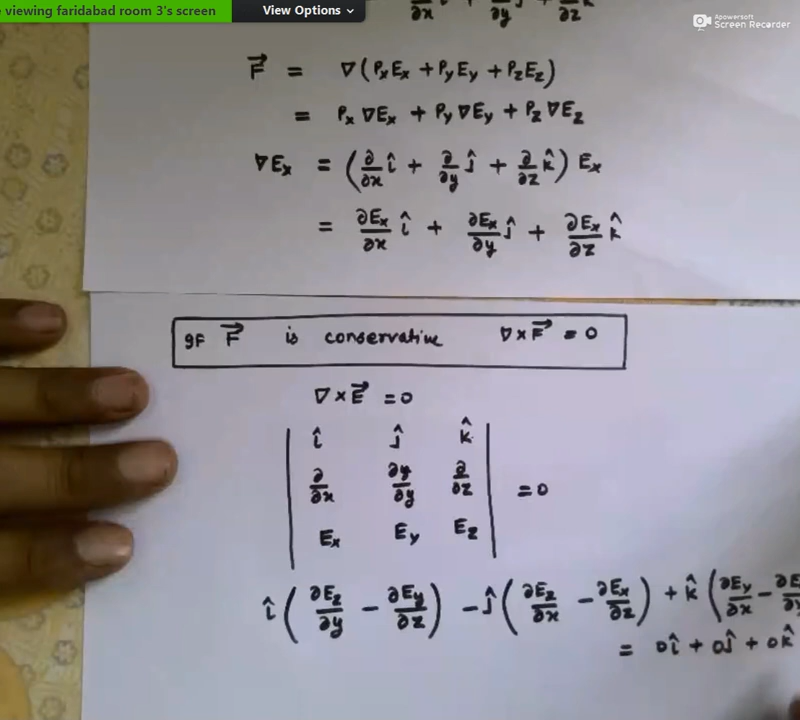 viewing faridabad room 3's screen View Options
Apowersoft
Screen Recorder
∂x ∂y ∂z
F⃗ = ∇(PxEx + PyEy + PzEz)
= Px ∇Ex + Py ∇Ey + Pz ∇Ez
∇Ex = (∂/∂x î + ∂/∂y ĵ + ∂/∂z k̂) Ex
= ∂Ex/∂x î + ∂Ex/∂y ĵ + ∂Ex/∂z k̂
If F⃗ is conservative ∇×F⃗ = 0
∇×E⃗ = 0
î ĵ k̂
∂/∂x ∂y/∂y ∂/∂z = 0
Ex Ey Ez
î(∂Ez/∂y − ∂Ey/∂z) − ĵ(∂Ez/∂x − ∂Ex/∂z) + k̂(∂Ey/∂x − ∂E
= 0î + 0ĵ + 0k̂